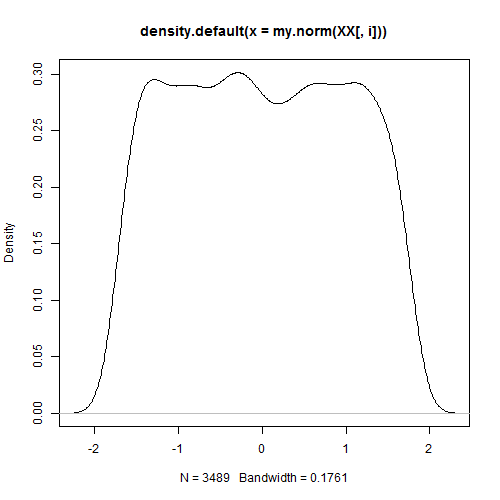 density.default(x = my.norm(XX[, i]))
Density
0.30
0.25
0.20
0.15
0.10
0.05
0.00
-2 -1 0 1 2
N = 3489 Bandwidth = 0.1761